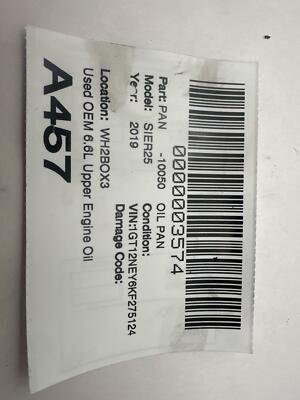 0000003574
Part: PAN -10050 OIL PAN
Model: SIER25 Condition:
Year: 2019 VIN:1GT12NEY6KF275124
Damage Code:
Location: WH2BOX3
Used OEM 6.6L Upper Engine Oil
A457